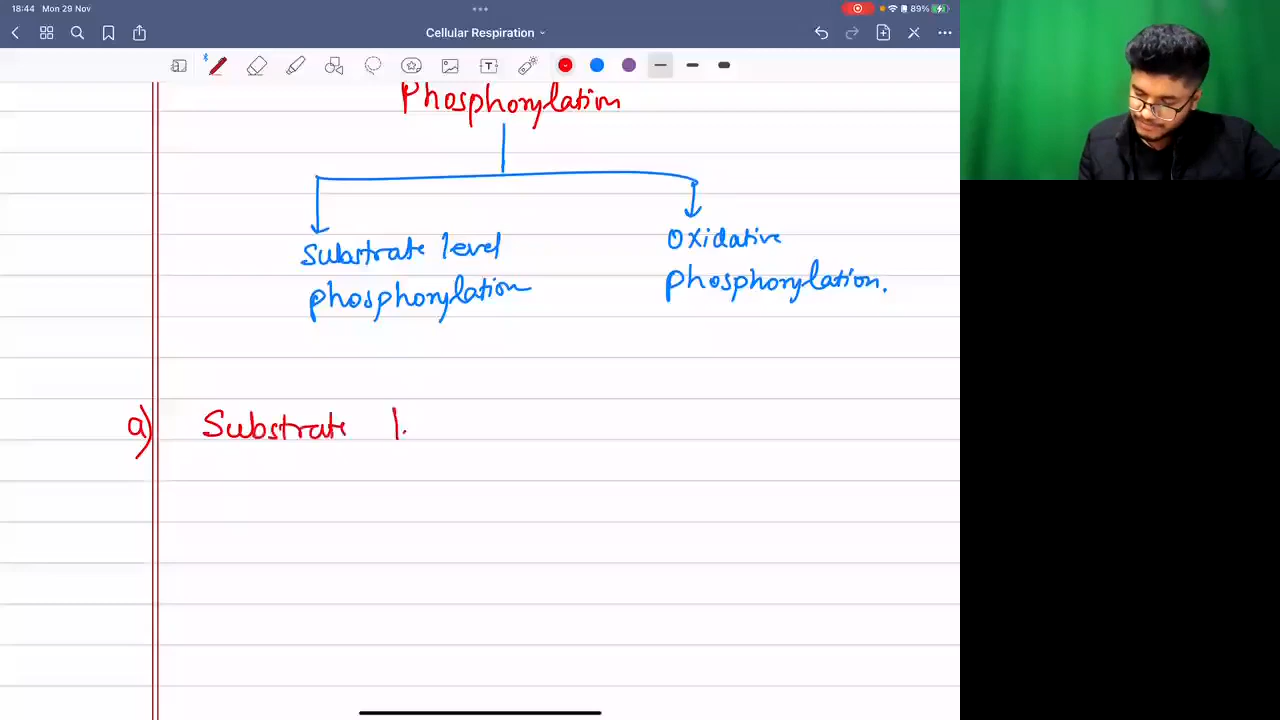 18:44 Mon 29 Nov
89%
Cellular Respiration
T
Phosphorylation
Substrate level
phosphorylation
Oxidative
phosphorylation.
a) Substrate l.